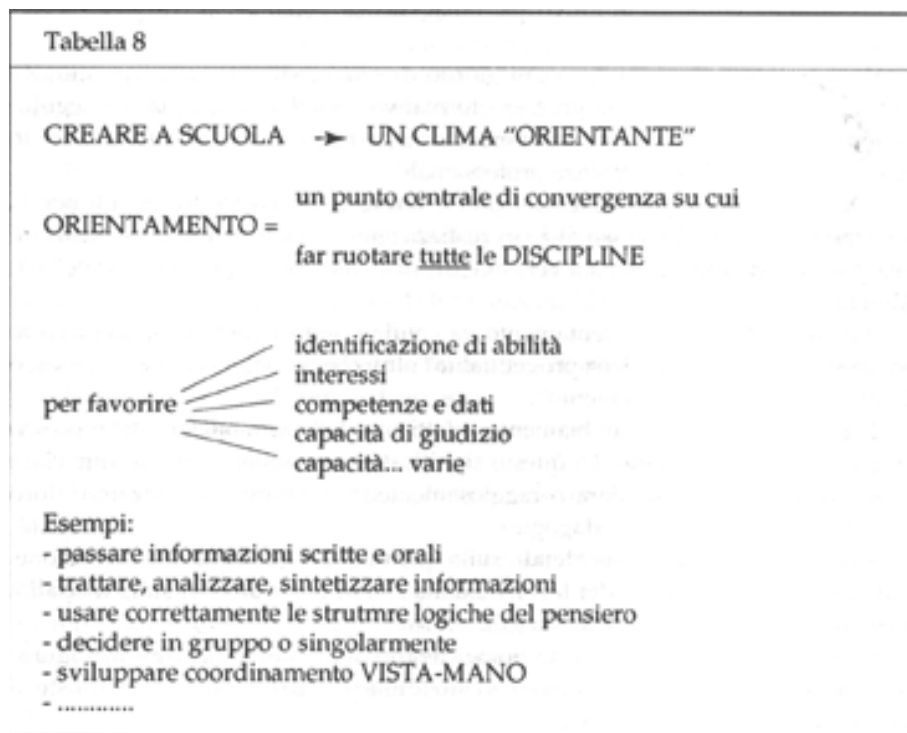 Tabella 8
CREARE A SCUOLA → UN CLIMA "ORIENTANTE"
un punto centrale di convergenza su cui
ORIENTAMENTO =
far ruotare tutte le DISCIPLINE
identificazione di abilità
interessi
per favorire competenze e dati
capacità di giudizio
capacità... varie
Esempi:
- passare informazioni scritte e orali
- trattare, analizzare, sintetizzare informazioni
- usare correttamente le strutmre logiche del pensiero
- decidere in gruppo o singolarmente
- sviluppare coordinamento VISTA-MANO
- .............